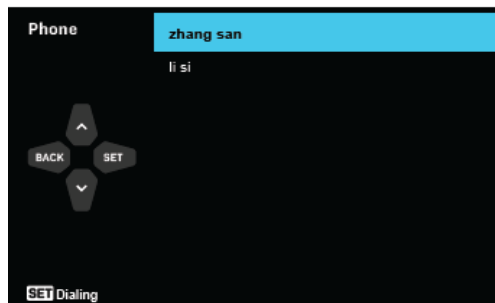 Phone
zhang san
li si
BACK
SET
SET Dialing